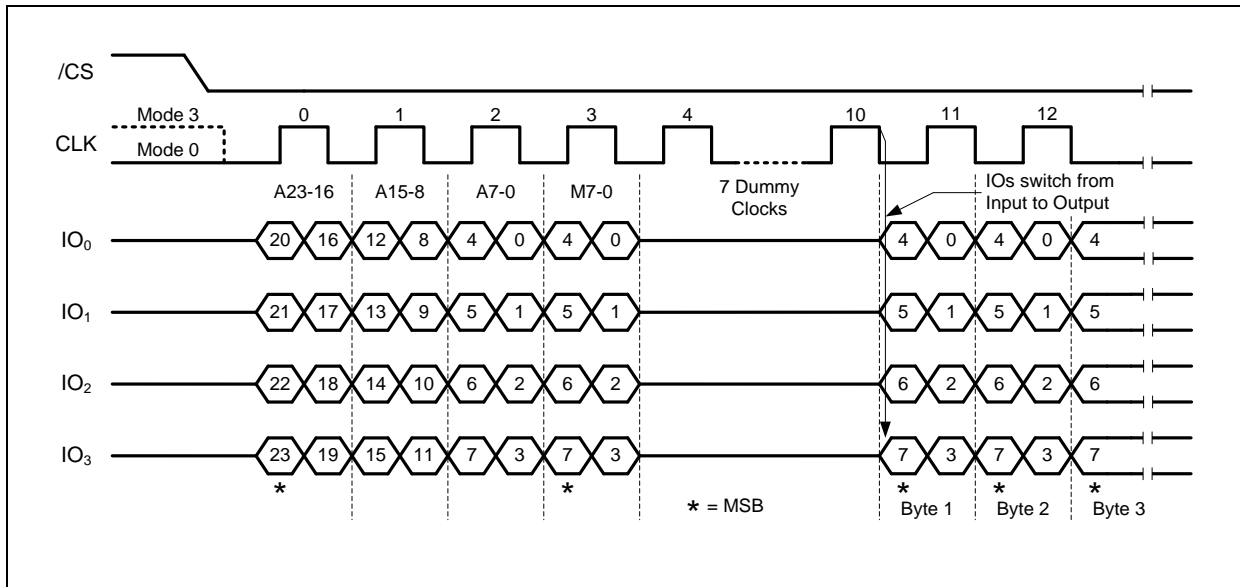 /CS
Mode 3
Mode 0
CLK
0 1 2 3 4 10 11 12
A23-16 A15-8 A7-0 M7-0
7 Dummy
Clocks
IOs switch from
Input to Output
IO₀ 20 16 12 8 4 0 4 0 4 0 4 0 4
IO₁ 21 17 13 9 5 1 5 1 5 1 5 1 5
IO₂ 22 18 14 10 6 2 6 2 6 2 6 2 6
IO₃ 23 19 15 11 7 3 7 3 7 3 7 3 7
* * * * *
* = MSB
Byte 1 Byte 2 Byte 3